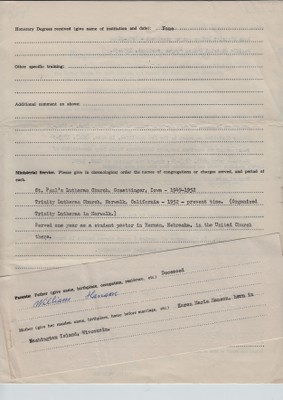 Honorary Degrees received (give name of institution and date): None
Other specific training:
Additional comment on above:
Ministerial Service. Please give in chronological order the names of congregations or charges served, and period of each.
St. Paul's Lutheran Church, Graettinger, Iowa - 1949-1952
Trinity Lutheran Church, Norwalk, California - 1952 - present time. (Organized
Trinity Lutheran in Norwalk.)
Served one year as a student pastor in Vernon, Nebraska, in the United Church
there.
Parents: Father (give name, birthplace, occupation, residence, etc.) Deceased
William Hanson
Mother (give her maiden name, birthplace, home before marriage, etc.) Karen Marie Hansen, born in
Washington Island, Wisconsin.